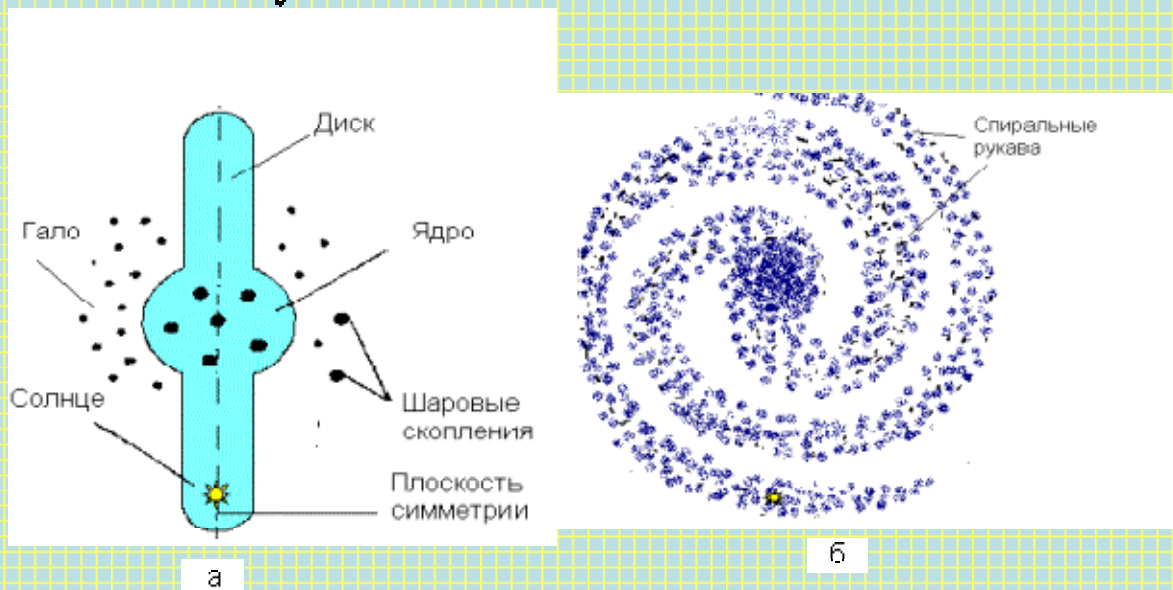 Диск
Гало
Ядро
Солнце
Шаровые
скопления
Плоскость
симметрии
а
Спиральные
рукава
б